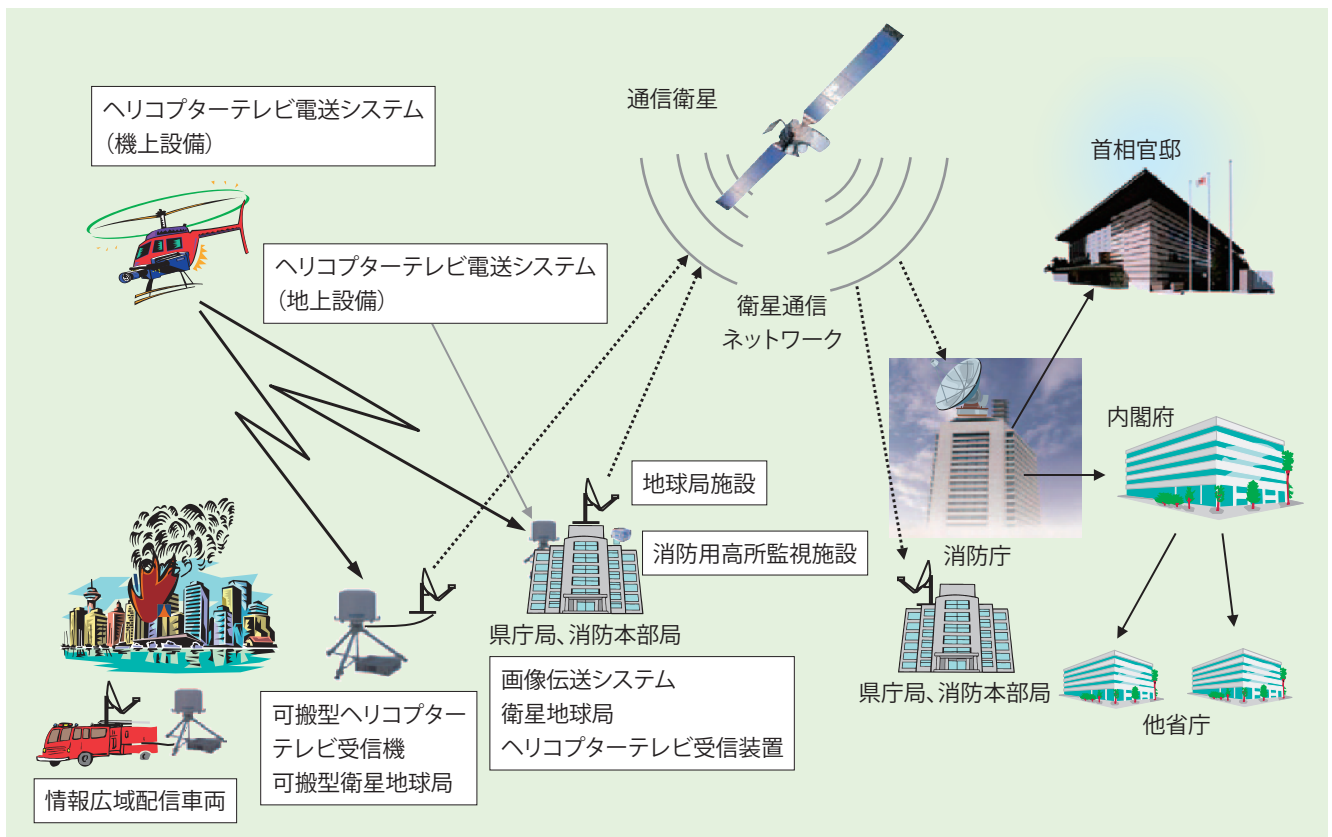 ヘリコプターテレビ電送システム
（機上設備）
通信衛星
首相官邸
ヘリコプターテレビ電送システム
（地上設備）
衛星通信
ネットワーク
内閣府
地球局施設
消防用高所監視施設
消防庁
県庁局、消防本部局
画像伝送システム
衛星地球局
ヘリコプターテレビ受信装置
県庁局、消防本部局
他省庁
可搬型ヘリコプター
テレビ受信機
可搬型衛星地球局
情報広域配信車両